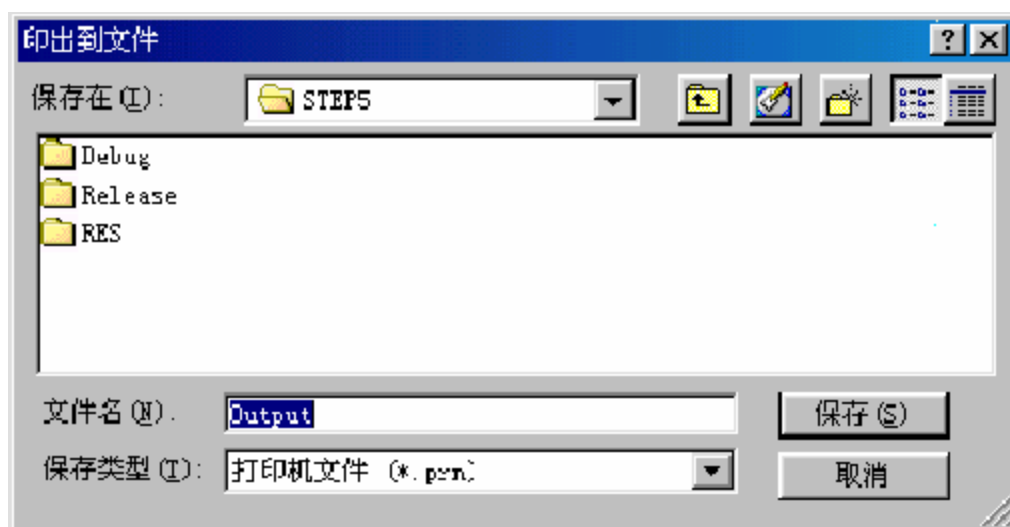 印出到文件
保存在(I): STEP5
Debug
Release
RES
文件名(N). Output 保存(S)
保存类型(T): 打印机文件 (*.prn) 取消